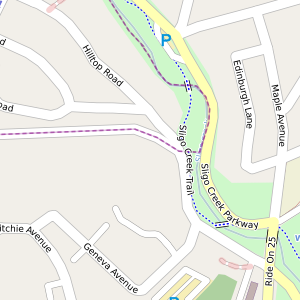 P
Hilltop Road
Edinburgh Lane
Maple Avenue
Sligo Creek Trail
Sligo Creek Parkway
Geneva Avenue
Ride On 25
P